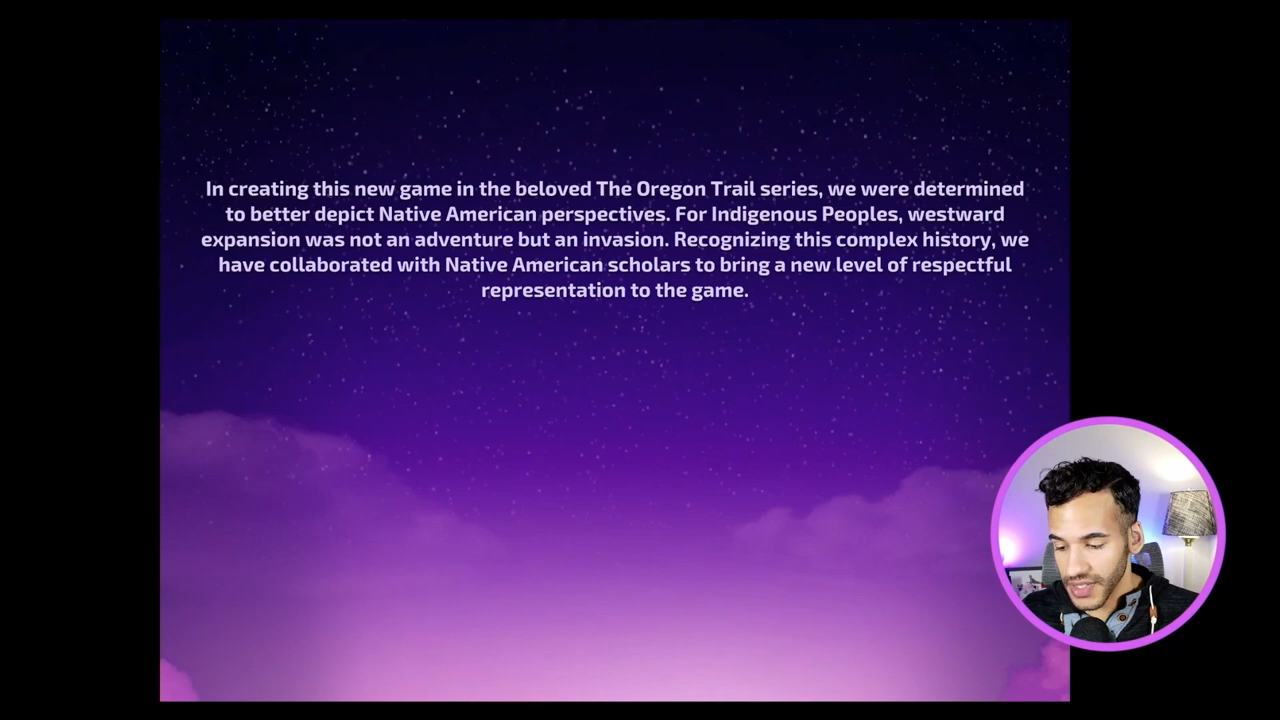 In creating this new game in the beloved The Oregon Trail series, we were determined
to better depict Native American perspectives. For Indigenous Peoples, westward
expansion was not an adventure but an invasion. Recognizing this complex history, we
have collaborated with Native American scholars to bring a new level of respectful
representation to the game.